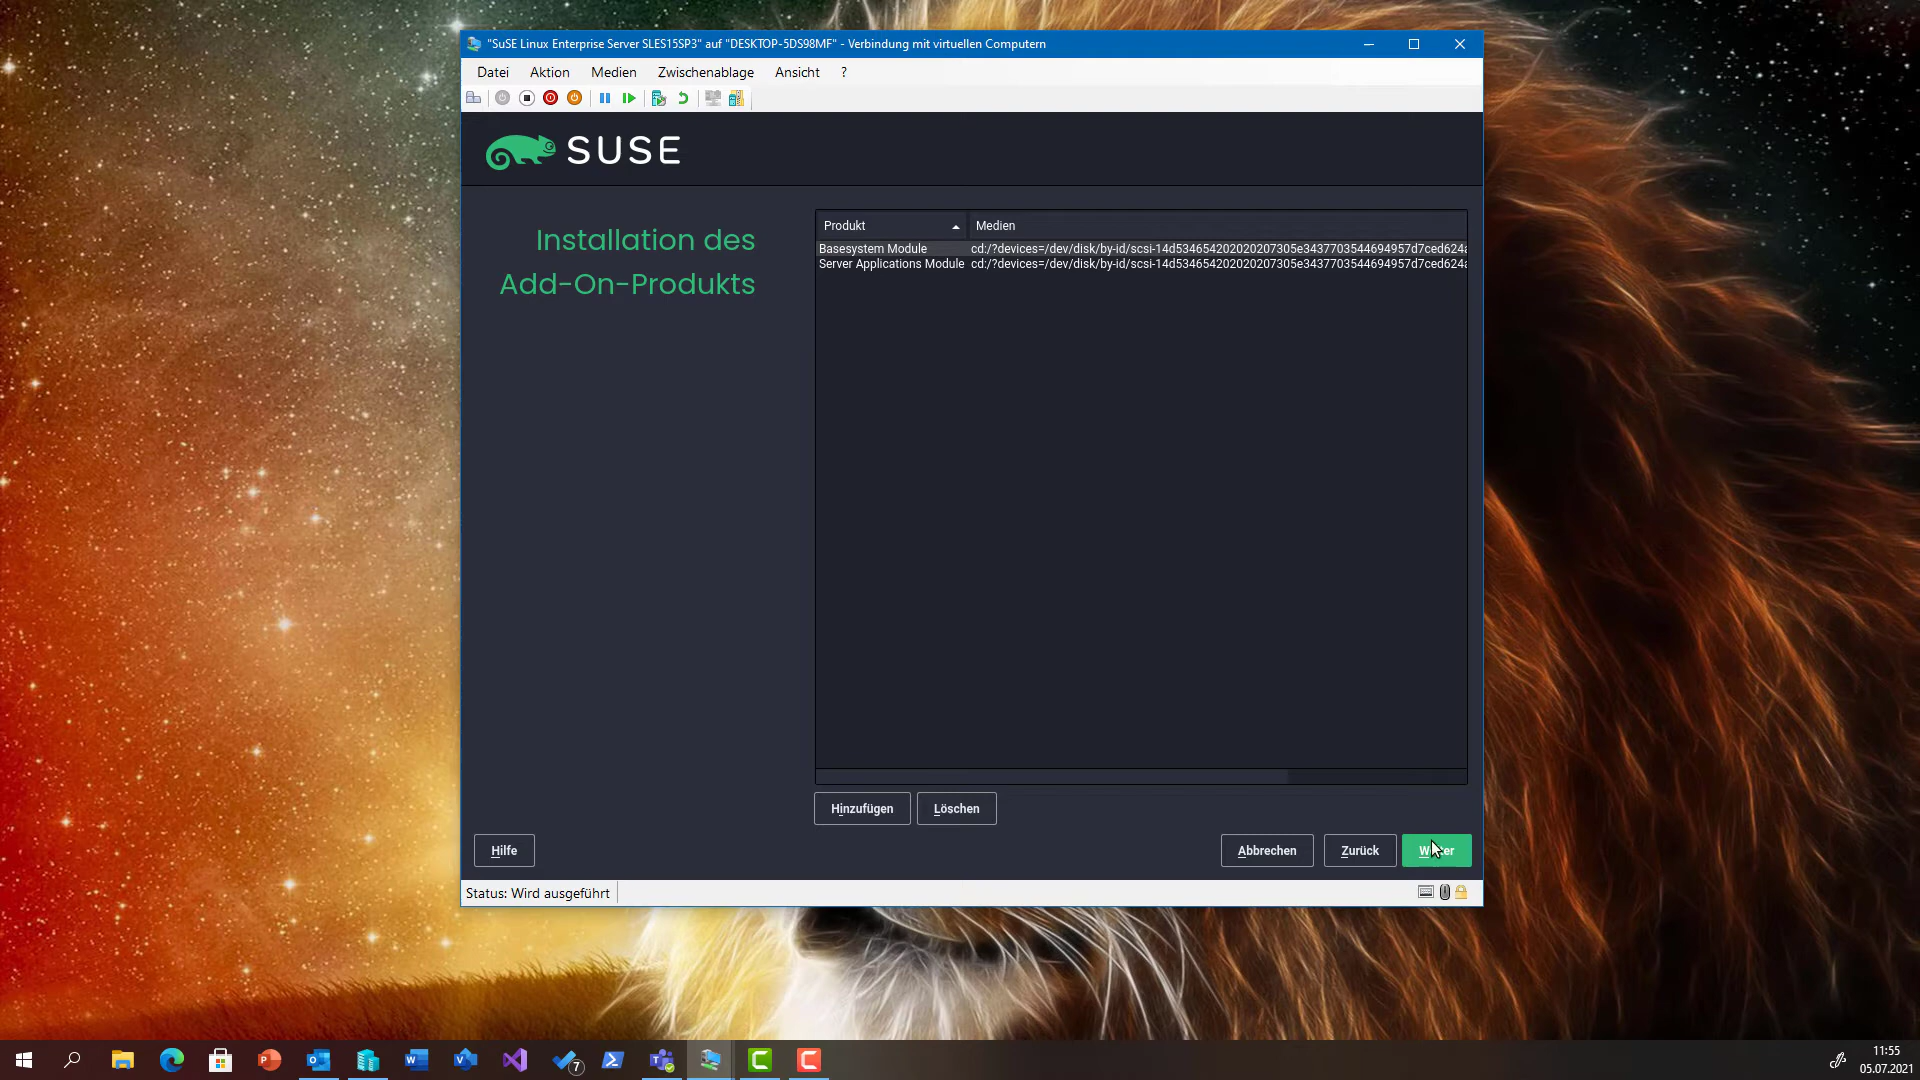 "SuSE Linux Enterprise Server SLES15SP3" auf "DESKTOP-5DS98MF" - Verbindung mit virtuellen Computern
Datei Aktion Medien Zwischenablage Ansicht ?
SUSE
Installation des
Add-On-Produkts
Produkt Medien
Basesystem Module cd:/?devices=/dev/disk/by-id/scsi-14d534654202020207305e3437703544694957d7ced624a
Server Applications Module cd:/?devices=/dev/disk/by-id/scsi-14d534654202020207305e3437703544694957d7ced624a
Hinzufügen Löschen
Hilfe Abbrechen Zurück
Status: Wird ausgeführt
7
11:55
05.07.2021